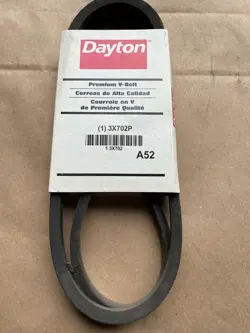 Dayton
Premium V-Belt
Correas de Alta Calidad
Courroie en V
de Première Qualité
(1) 3X702P
1 3X702
A52